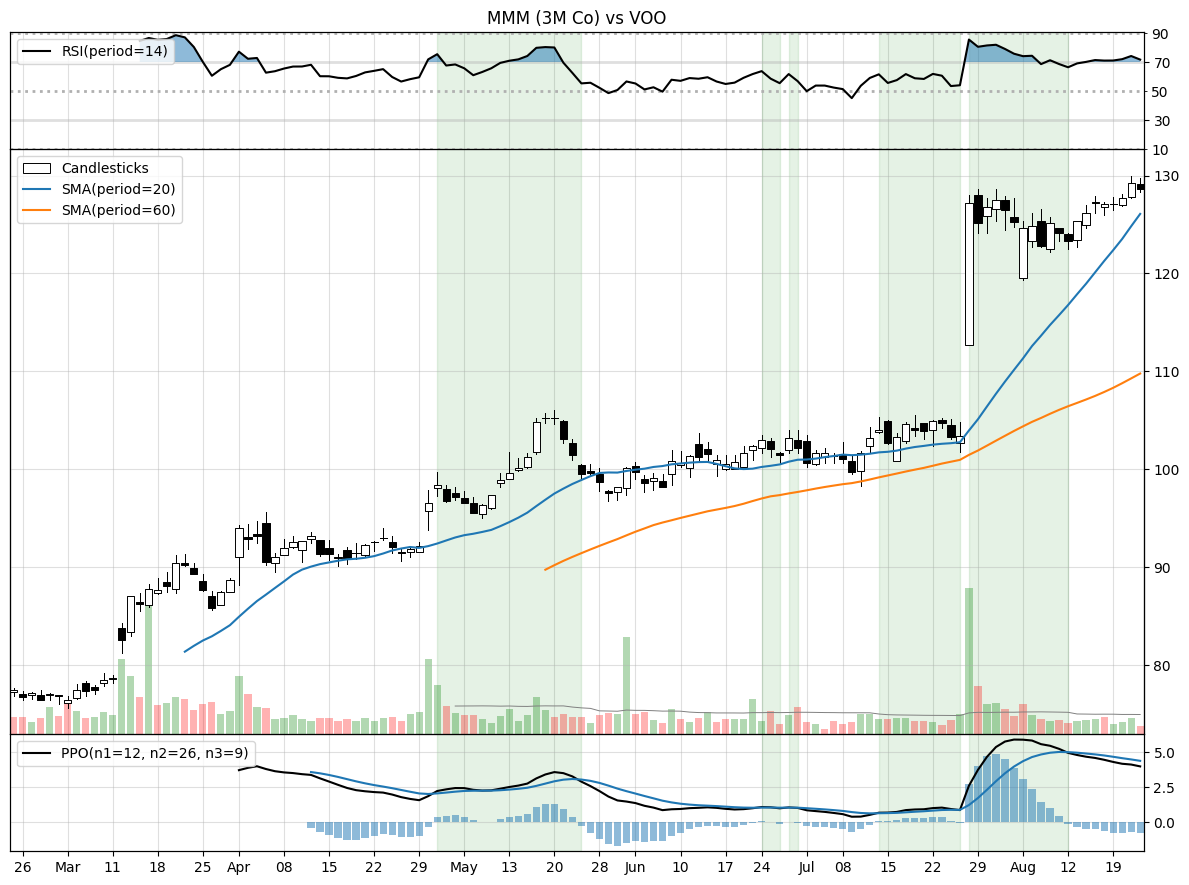 MMM (3M Co) vs VOO
RSI(period=14)
90
70
50
30
10
Candlesticks
SMA(period=20)
SMA(period=60)
130
120
110
100
90
80
PPO(n1=12, n2=26, n3=9)
5.0
2.5
0.0
26 Mar 11 18 25 Apr 08 15 22 29 May 13 20 28 Jun 10 17 24 Jul 08 15 22 29 Aug 12 19